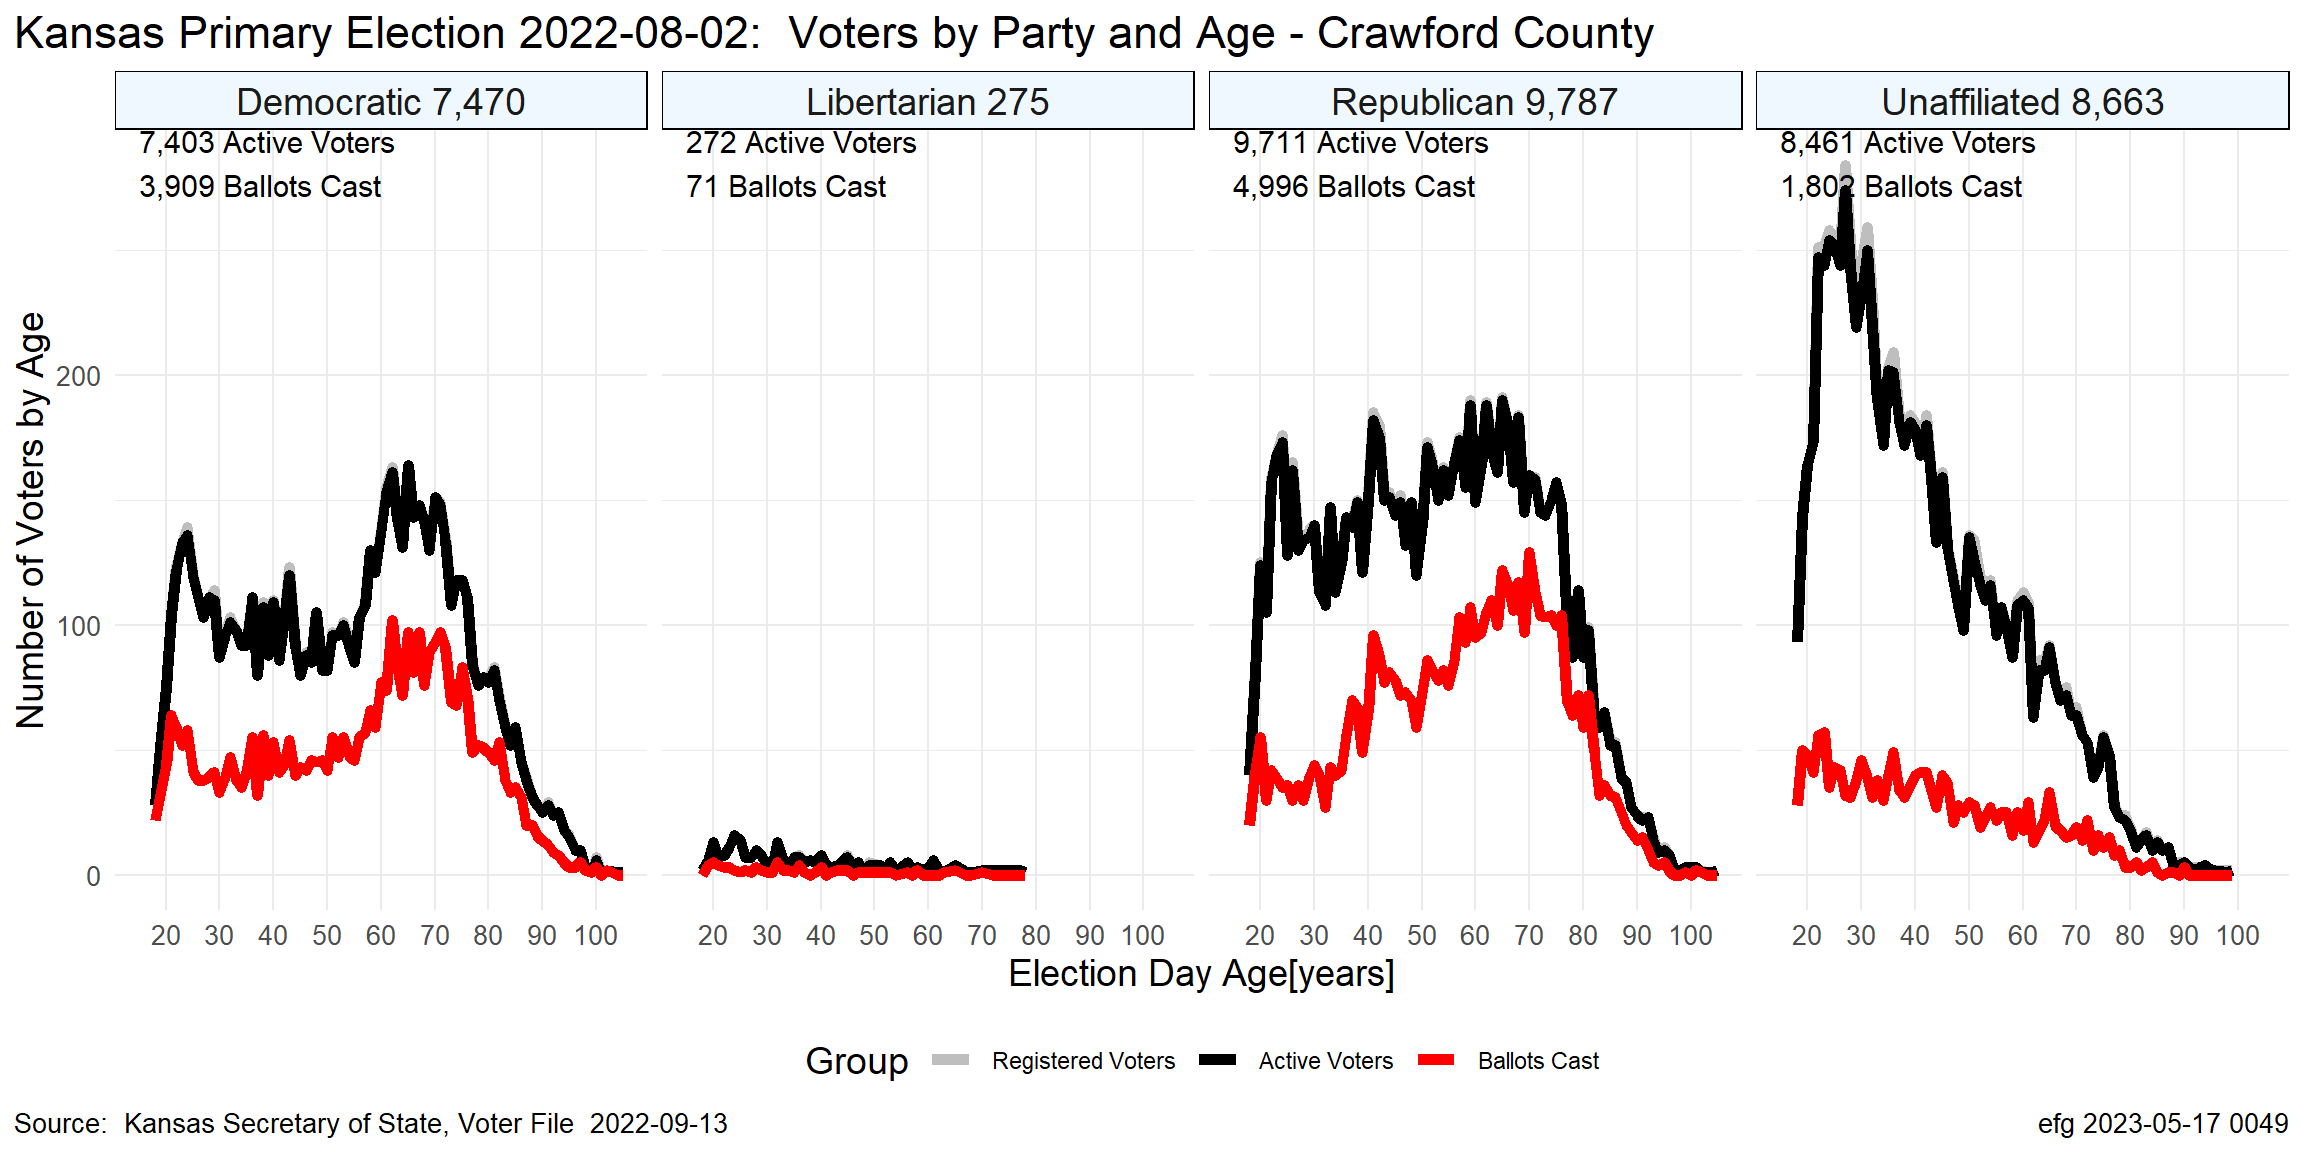 Kansas Primary Election 2022-08-02:  Voters by Party and Age - Crawford County
Democratic 7,470
Libertarian 275
Republican 9,787
Unaffiliated 8,663
7,403 Active Voters
3,909 Ballots Cast
272 Active Voters
71 Ballots Cast
9,711 Active Voters
4,996 Ballots Cast
8,461 Active Voters
1,802 Ballots Cast
Number of Voters by Age
200
100
0
20 30 40 50 60 70 80 90 100
20 30 40 50 60 70 80 90 100
20 30 40 50 60 70 80 90 100
20 30 40 50 60 70 80 90 100
Election Day Age[years]
Group Registered Voters Active Voters Ballots Cast
Source:  Kansas Secretary of State, Voter File  2022-09-13
efg 2023-05-17 0049